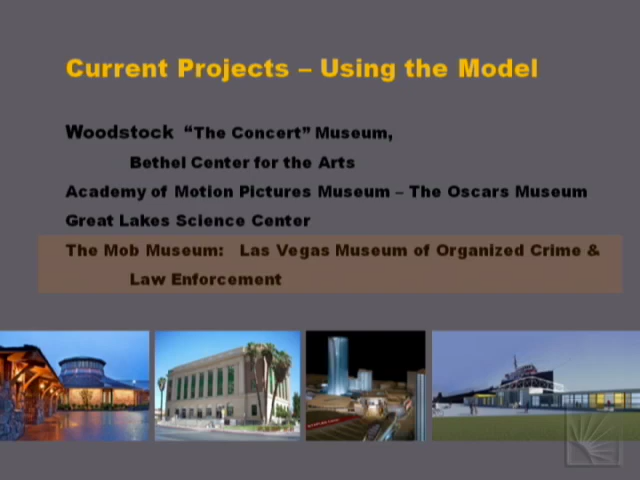 Current Projects – Using the Model
Woodstock “The Concert” Museum,
Bethel Center for the Arts
Academy of Motion Pictures Museum – The Oscars Museum
Great Lakes Science Center
The Mob Museum: Las Vegas Museum of Organized Crime &
Law Enforcement